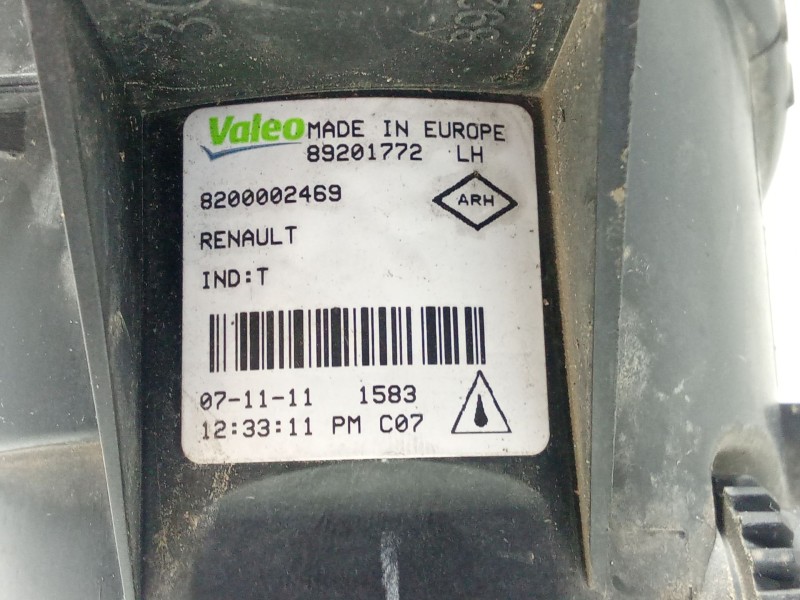 Valeo MADE IN EUROPE
89201772 LH
8200002469
ARH
RENAULT
IND:T
07-11-11 1583
12:33:11 PM C07